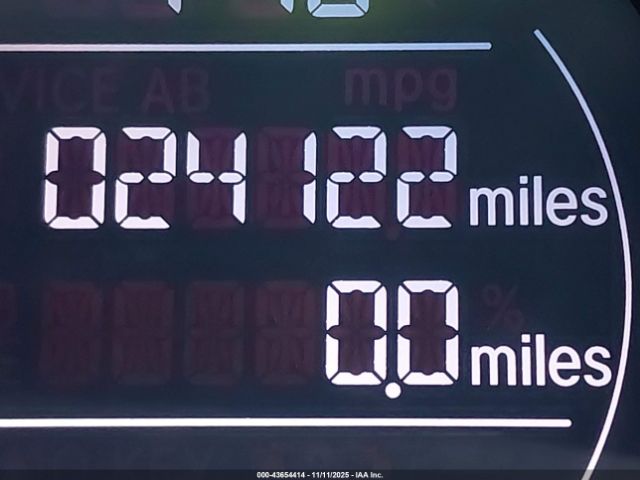 VICE AB mpg
024122 miles
%
0.0 miles
000-43654414 - 11/11/2025 - IAA Inc.